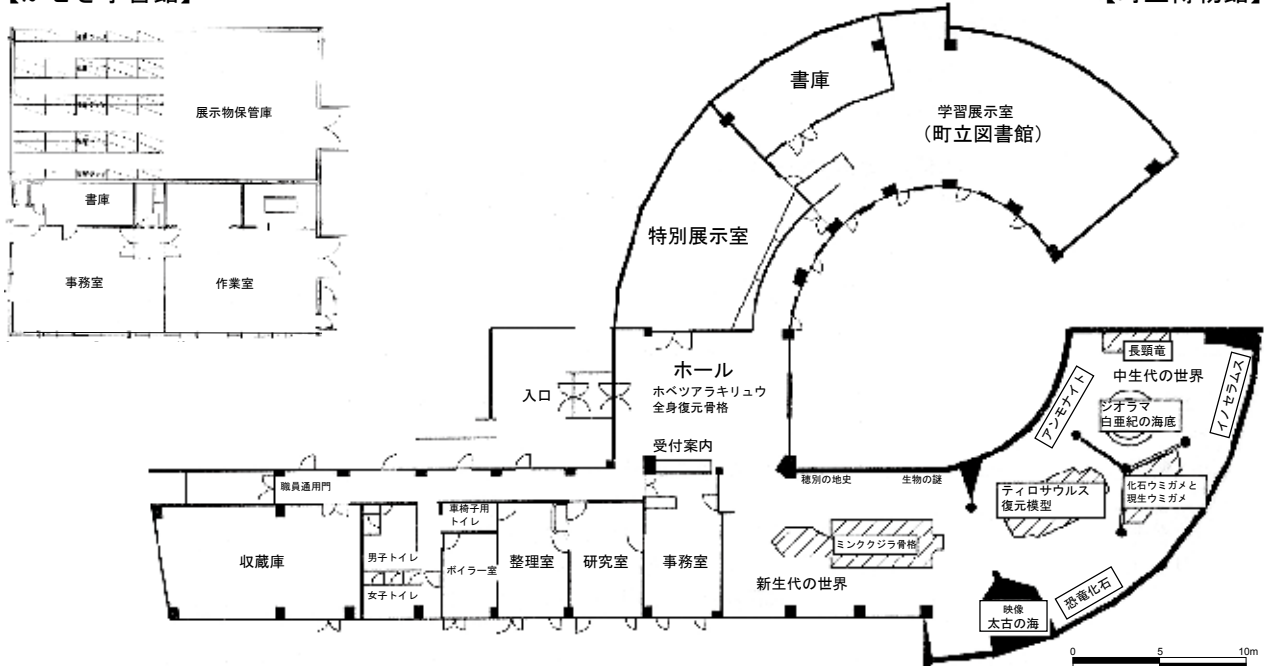 展示物保管庫
書庫
事務室
作業室
書庫
学習展示室
（町立図書館）
特別展示室
入口
ホール
ホベツアラキリュウ
全身復元骨格
受付案内
長頸竜
中生代の世界
アンモナイト
イノセラムス
ジオラマ
白亜紀の海底
職員通用門
穂別の地史
生物の謎
ティロサウルス
復元模型
化石ウミガメと
現生ウミガメ
収蔵庫
男子トイレ
女子トイレ
車椅子用
トイレ
ボイラー室
整理室
研究室
事務室
ミンククジラ骨格
新生代の世界
映像
太古の海
恐竜化石
0 5 10m